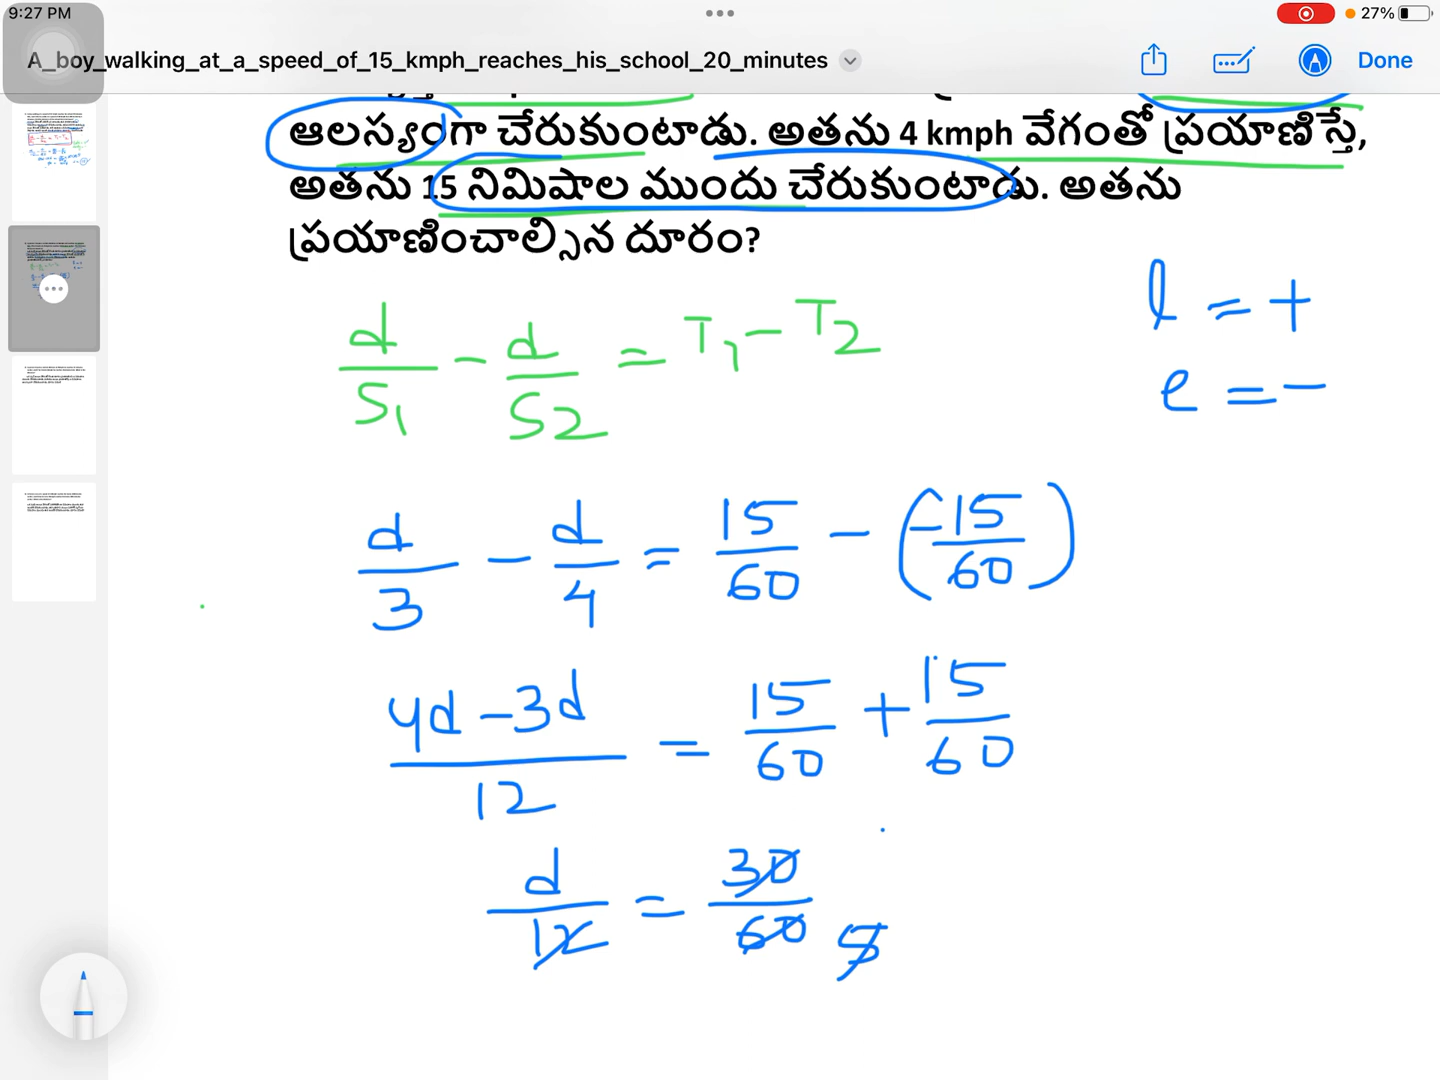 9:27 PM
27%
A_boy_walking_at_a_speed_of_15_kmph_reaches_his_school_20_minutes
Done
ఆలస్యంగా చేరుకుంటాడు. అతను 4 kmph వేగంతో ప్రయాణిస్తే,
అతను 15 నిమిషాల ముందు చేరుకుంటాడు. అతను
ప్రయాణించాల్సిన దూరం?
l = +
e = -
d/S1 - d/S2 = T1 - T2
d/3 - d/4 = 15/60 - (-15/60)
4d - 3d/12 = 15/60 + 15/60
d/12 = 30/60 5